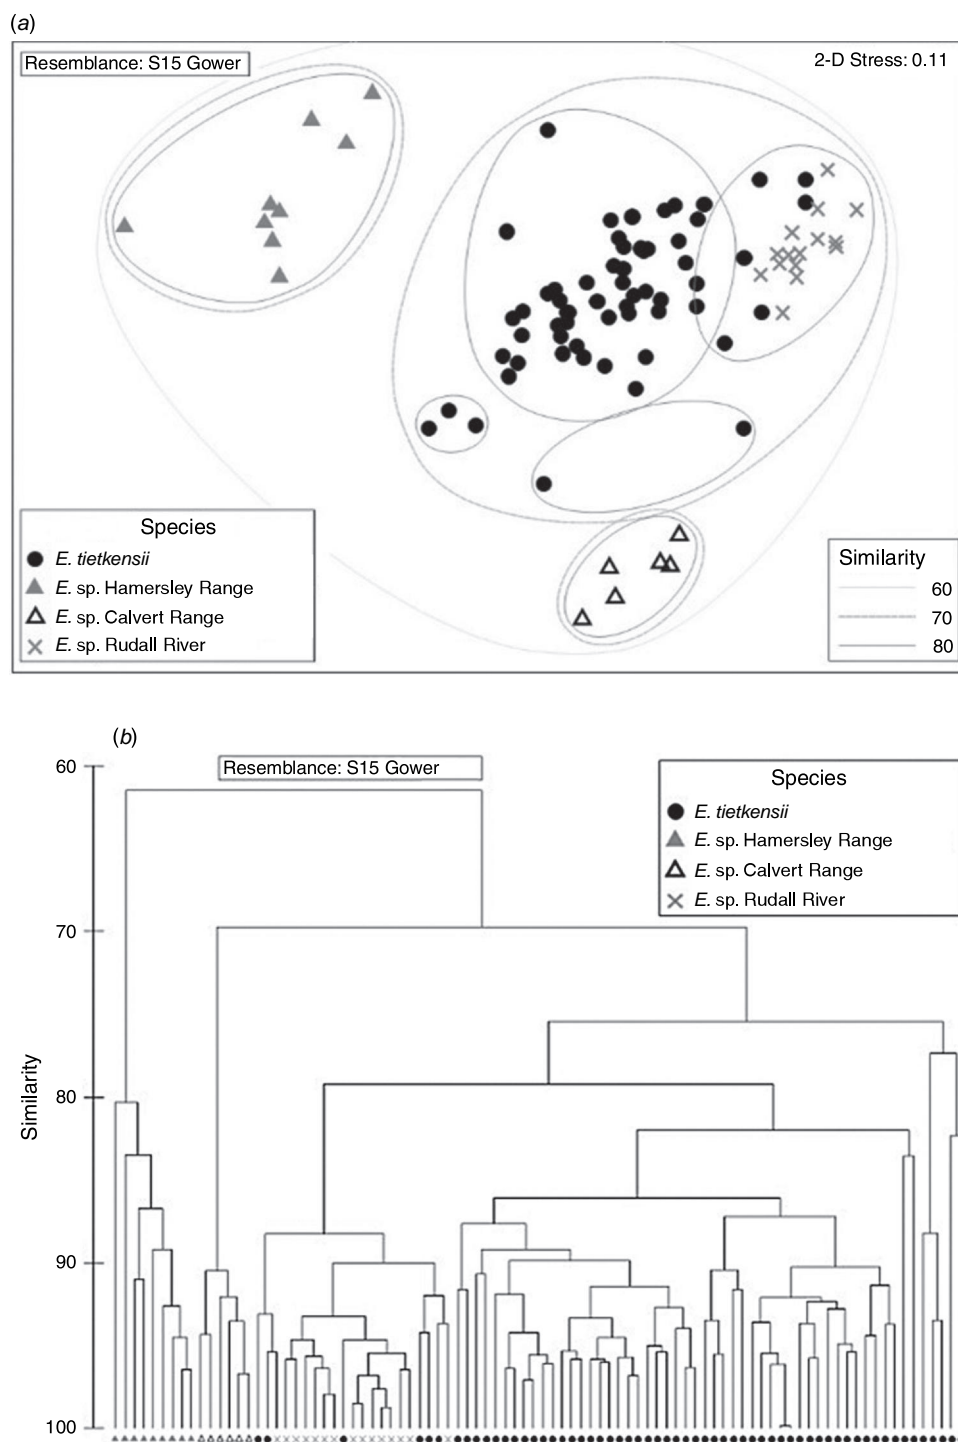 (a)
Resemblance: S15 Gower
2-D Stress: 0.11
Species
E. tietkensii
E. sp. Hamersley Range
E. sp. Calvert Range
E. sp. Rudall River
Similarity
60
70
80
(b)
60
Resemblance: S15 Gower
Species
E. tietkensii
E. sp. Hamersley Range
E. sp. Calvert Range
E. sp. Rudall River
70
80
90
100
Similarity